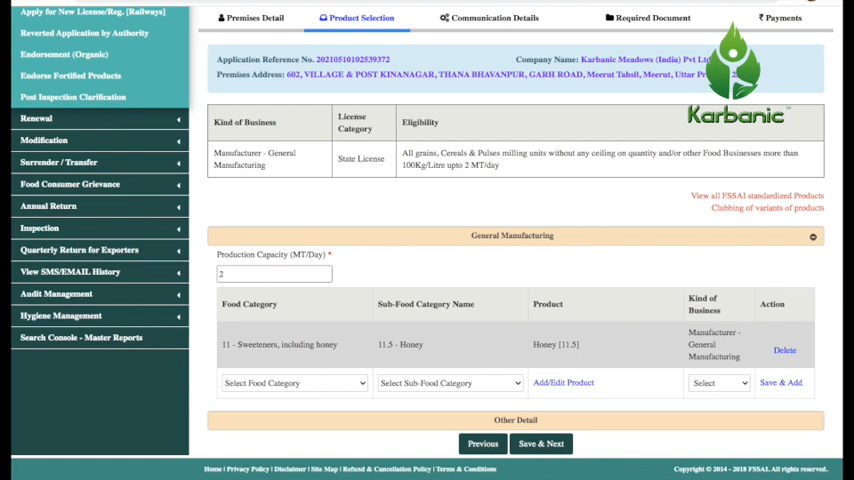 Apply for New License/Reg. [Railways]
Reverted Application by Authority
Endorsement (Organic)
Endorse Fortified Products
Post Inspection Clarification
Renewal
Modification
Surrender / Transfer
Food Consumer Grievance
Annual Return
Inspection
Quarterly Return for Exporters
View SMS/EMAIL History
Audit Management
Hygiene Management
Search Console - Master Reports
Premises Detail
Product Selection
Communication Details
Required Document
Payments
Application Reference No. 20210510102539372
Company Name: Karbanic Meadows (India) Pvt Ltd
Premises Address: 602, VILLAGE & POST KINANAGAR, THANA BHAVANPUR, GARH ROAD, Meerut Tahsil, Meerut, Uttar
Karbanic™
Kind of Business
License Category
Eligibility
Manufacturer - General Manufacturing
State License
All grains, Cereals & Pulses milling units without any ceiling on quantity and/or other Food Businesses more than
100Kg/Litre upto 2 MT/day
View all FSSAI standardized Products
Clubbing of variants of products
General Manufacturing
Production Capacity (MT/Day) *
2
Food Category
Sub-Food Category Name
Product
Kind of Business
Action
11 - Sweeteners, including honey
11.5 - Honey
Honey [11.5]
Manufacturer - General Manufacturing
Delete
Select Food Category
Select Sub-Food Category
Add/Edit Product
Select
Save & Add
Other Detail
Previous
Save & Next
Home | Privacy Policy | Disclaimer | Site Map | Refund & Cancellation Policy | Terms & Conditions
Copyright © 2014 - 2018 FSSAI. All rights reserved.